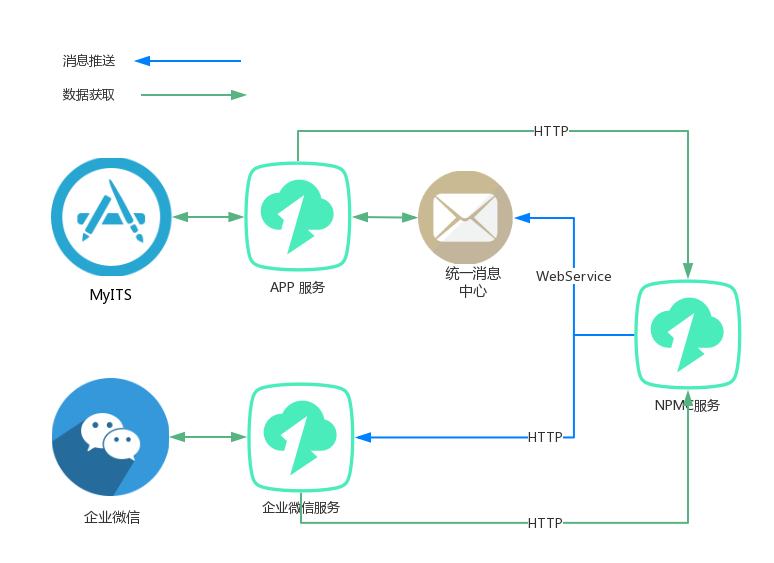 消息推送
数据获取
HTTP
MyITS
APP 服务
统一消息
中心
WebService
NPME服务
HTTP
企业微信
企业微信服务
HTTP